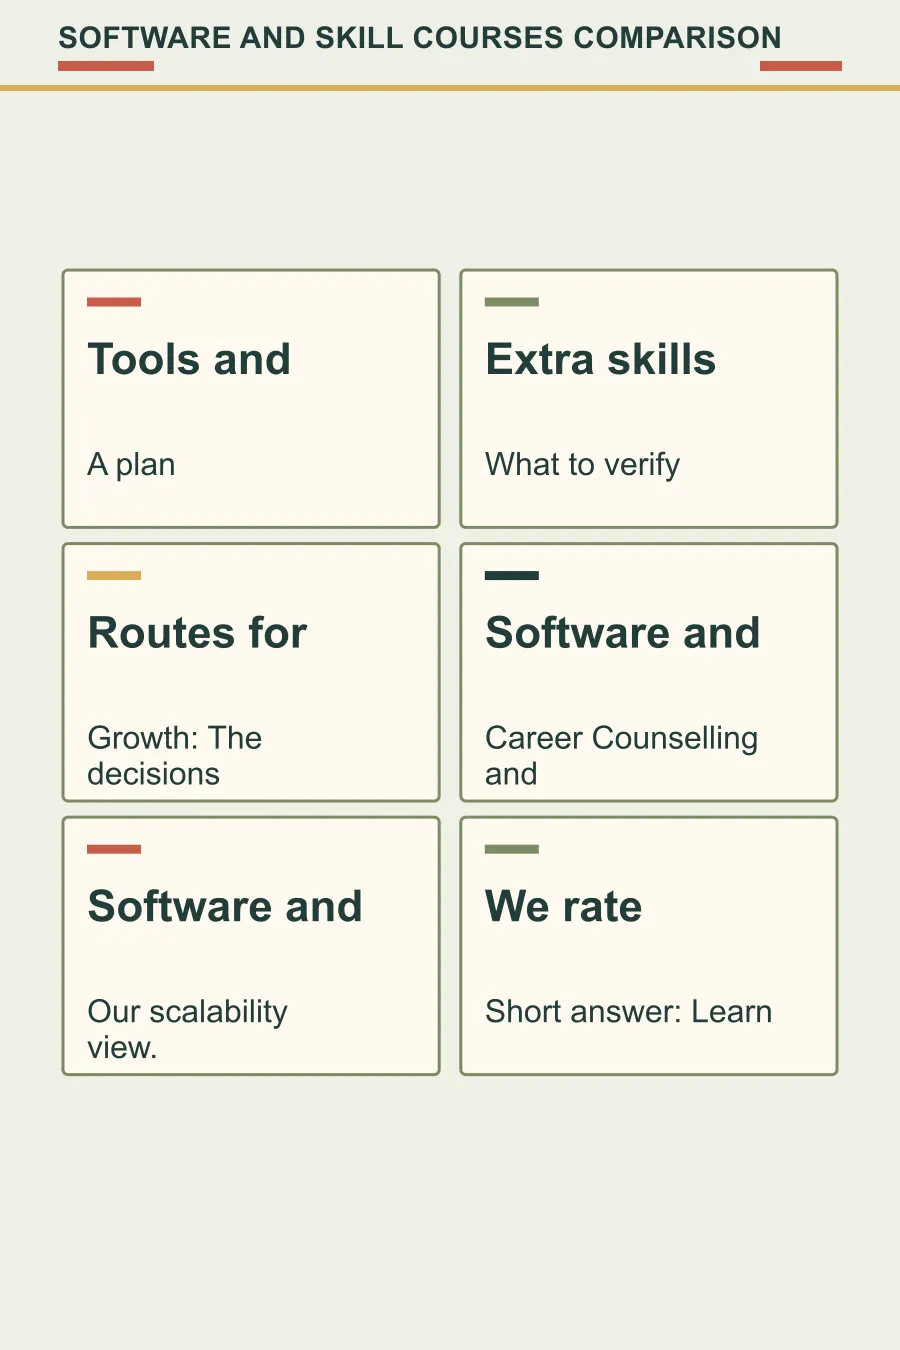 SOFTWARE AND SKILL COURSES COMPARISON
Tools and
A plan
Extra skills
What to verify
Routes for
Growth: The
decisions
Software and
Career Counselling
and
Software and
Our scalability
view.
We rate
Short answer: Learn